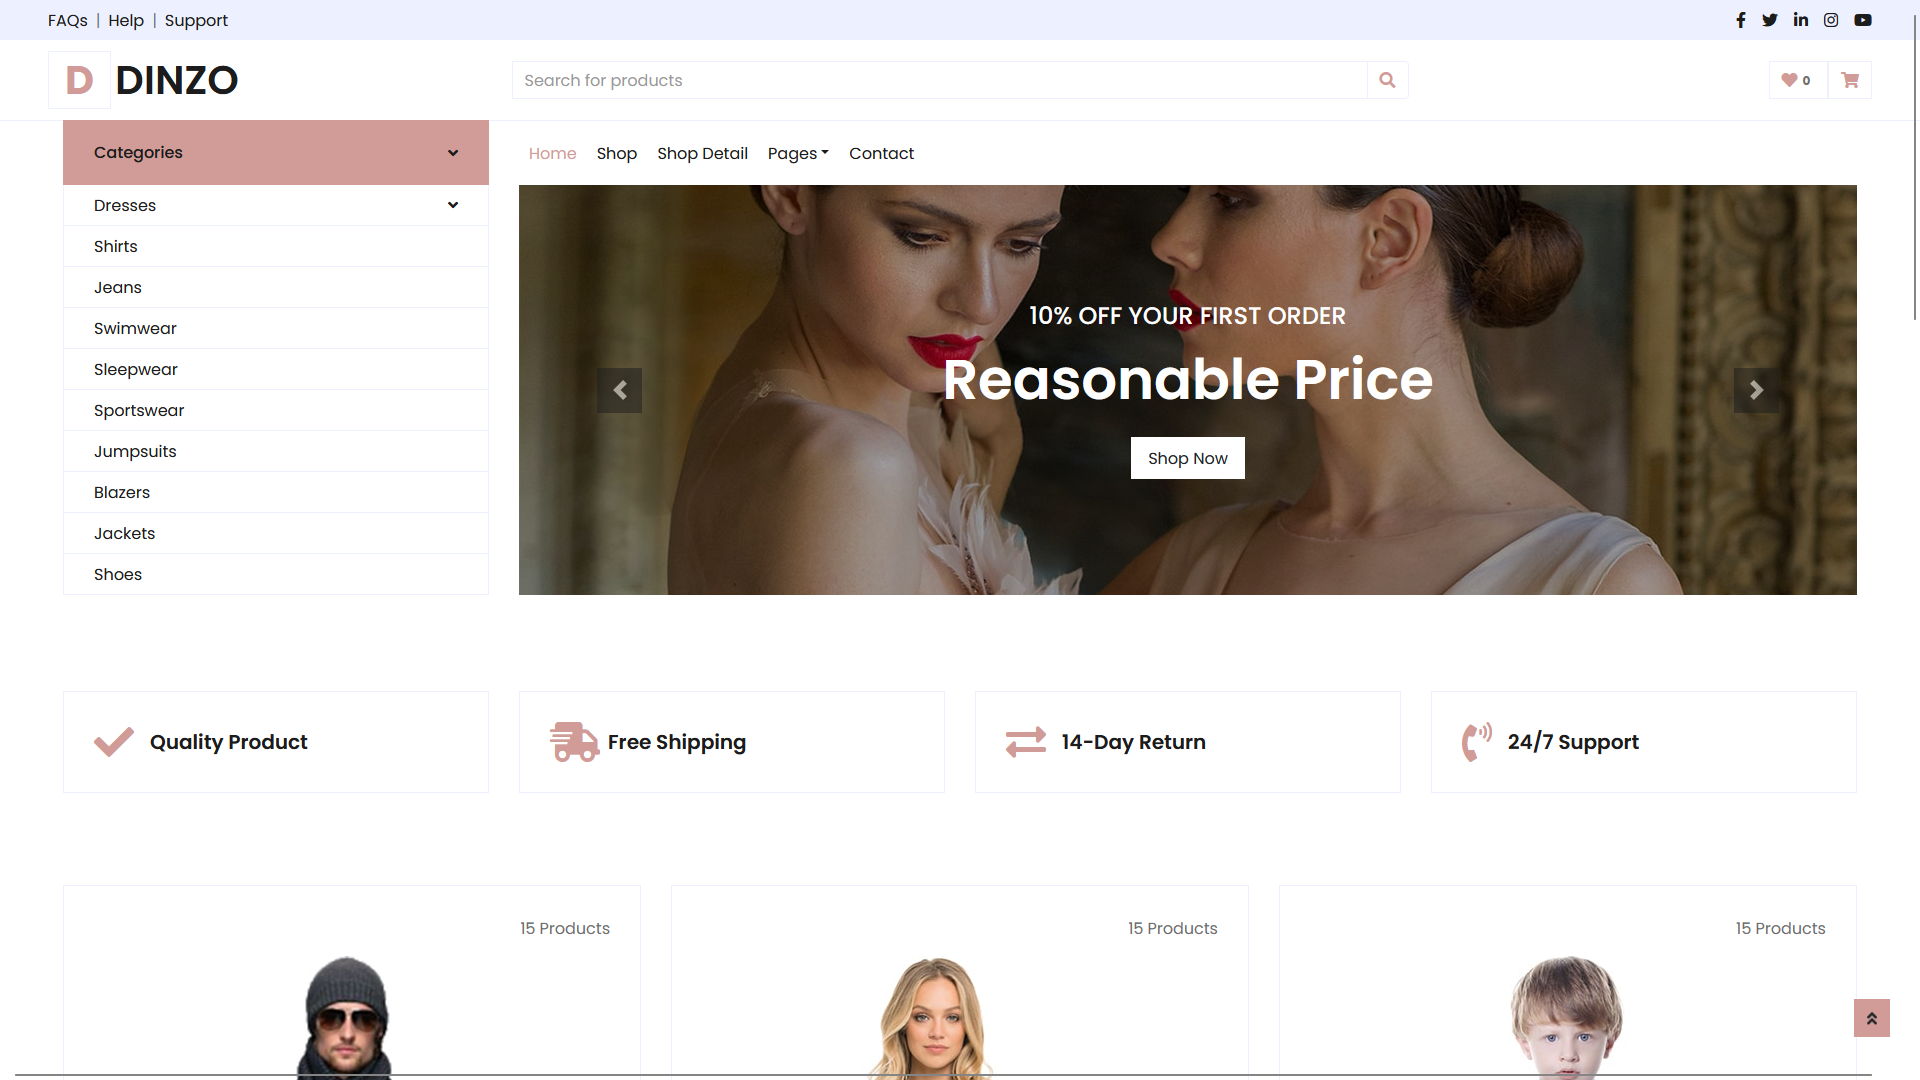 FAQs | Help | Support
D DINZO
Search for products
0
Categories
Home Shop Shop Detail Pages Contact
Dresses
Shirts
Jeans
Swimwear
Sleepwear
Sportswear
Jumpsuits
Blazers
Jackets
Shoes
10% OFF YOUR FIRST ORDER
Reasonable Price
Shop Now
Quality Product
Free Shipping
14-Day Return
24/7 Support
15 Products
15 Products
15 Products